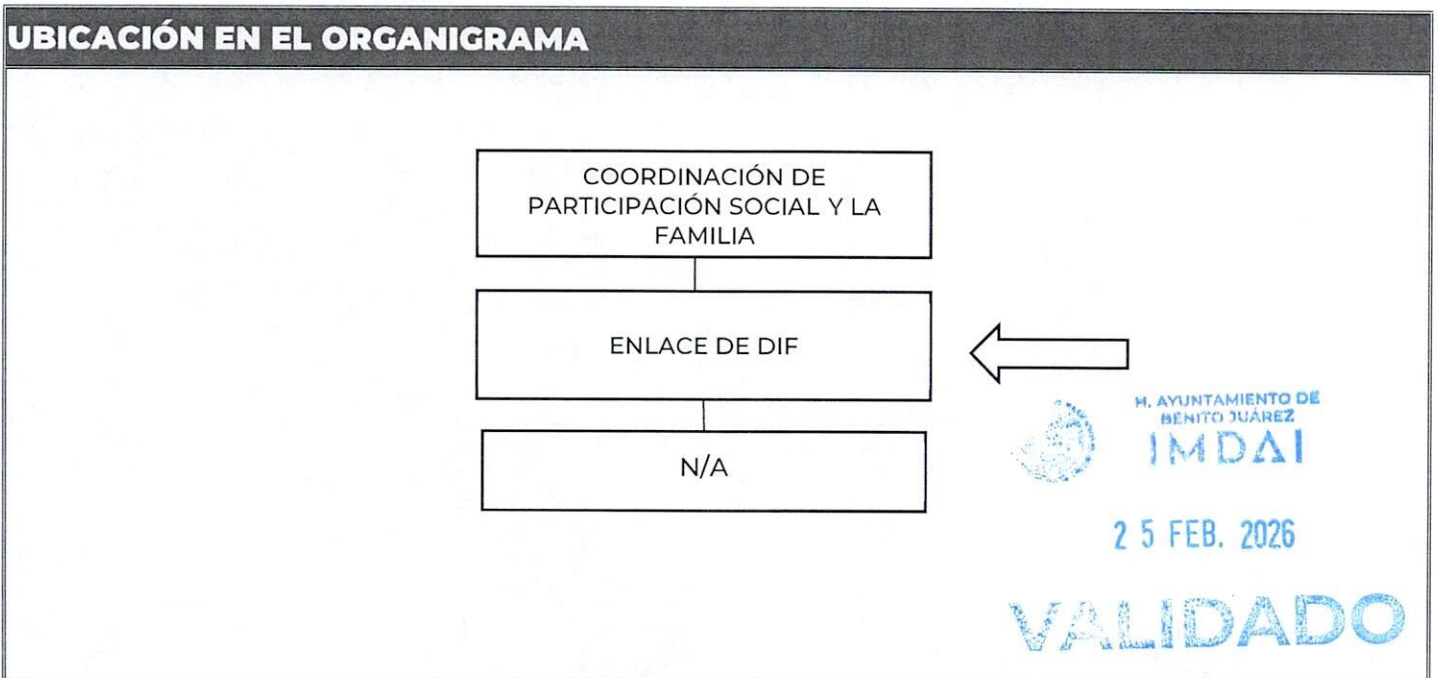 UBICACIÓN EN EL ORGANIGRAMA
COORDINACIÓN DE
PARTICIPACIÓN SOCIAL Y LA
FAMILIA
ENLACE DE DIF
N/A
H. AYUNTAMIENTO DE
BENITO JUÁREZ
IMDAI
25 FEB. 2026
VALIDADO